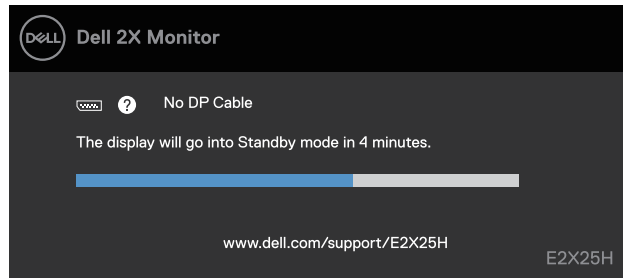 DELL Dell 2X Monitor
? No DP Cable
The display will go into Standby mode in 4 minutes.
www.dell.com/support/E2X25H
E2X25H